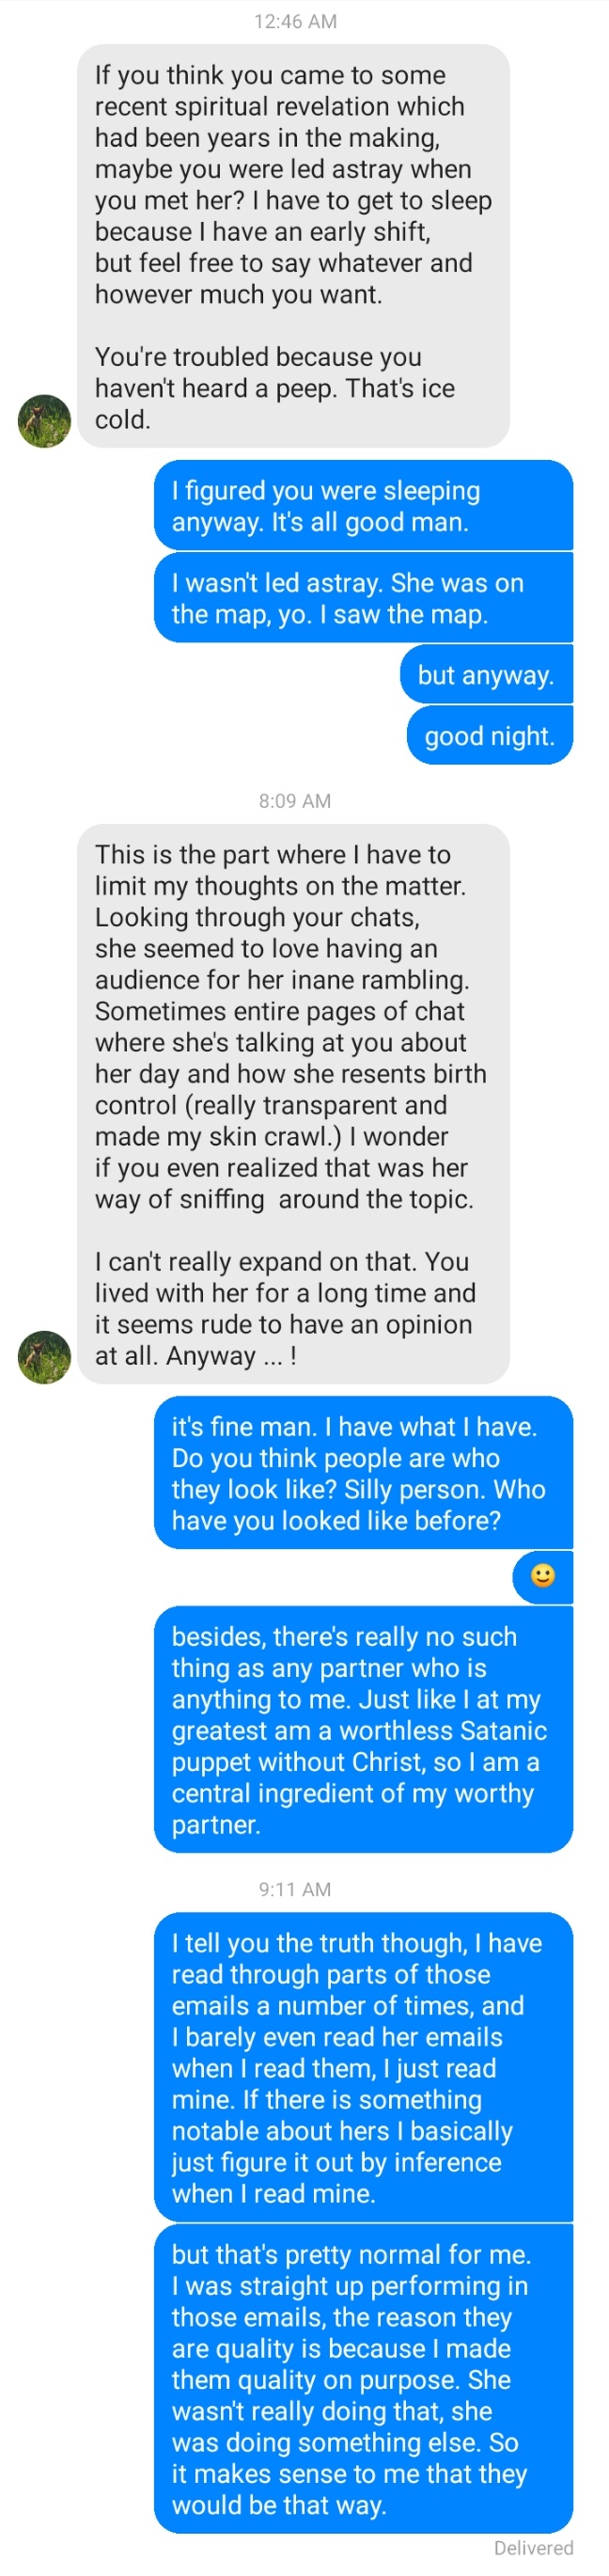 12:46 AM
If you think you came to some
recent spiritual revelation which
had been years in the making,
maybe you were led astray when
you met her? I have to get to sleep
because I have an early shift,
but feel free to say whatever and
however much you want.
You're troubled because you
haven't heard a peep. That's ice
cold.
I figured you were sleeping
anyway. It's all good man.
I wasn't led astray. She was on
the map, yo. I saw the map.
but anyway.
good night.
8:09 AM
This is the part where I have to
limit my thoughts on the matter.
Looking through your chats,
she seemed to love having an
audience for her inane rambling.
Sometimes entire pages of chat
where she's talking at you about
her day and how she resents birth
control (really transparent and
made my skin crawl.) I wonder
if you even realized that was her
way of sniffing  around the topic.
I can't really expand on that. You
lived with her for a long time and
it seems rude to have an opinion
at all. Anyway ... !
it's fine man. I have what I have.
Do you think people are who
they look like? Silly person. Who
have you looked like before?
🙂
besides, there's really no such
thing as any partner who is
anything to me. Just like I at my
greatest am a worthless Satanic
puppet without Christ, so I am a
central ingredient of my worthy
partner.
9:11 AM
I tell you the truth though, I have
read through parts of those
emails a number of times, and
I barely even read her emails
when I read them, I just read
mine. If there is something
notable about hers I basically
just figure it out by inference
when I read mine.
but that's pretty normal for me.
I was straight up performing in
those emails, the reason they
are quality is because I made
them quality on purpose. She
wasn't really doing that, she
was doing something else. So
it makes sense to me that they
would be that way.
Delivered